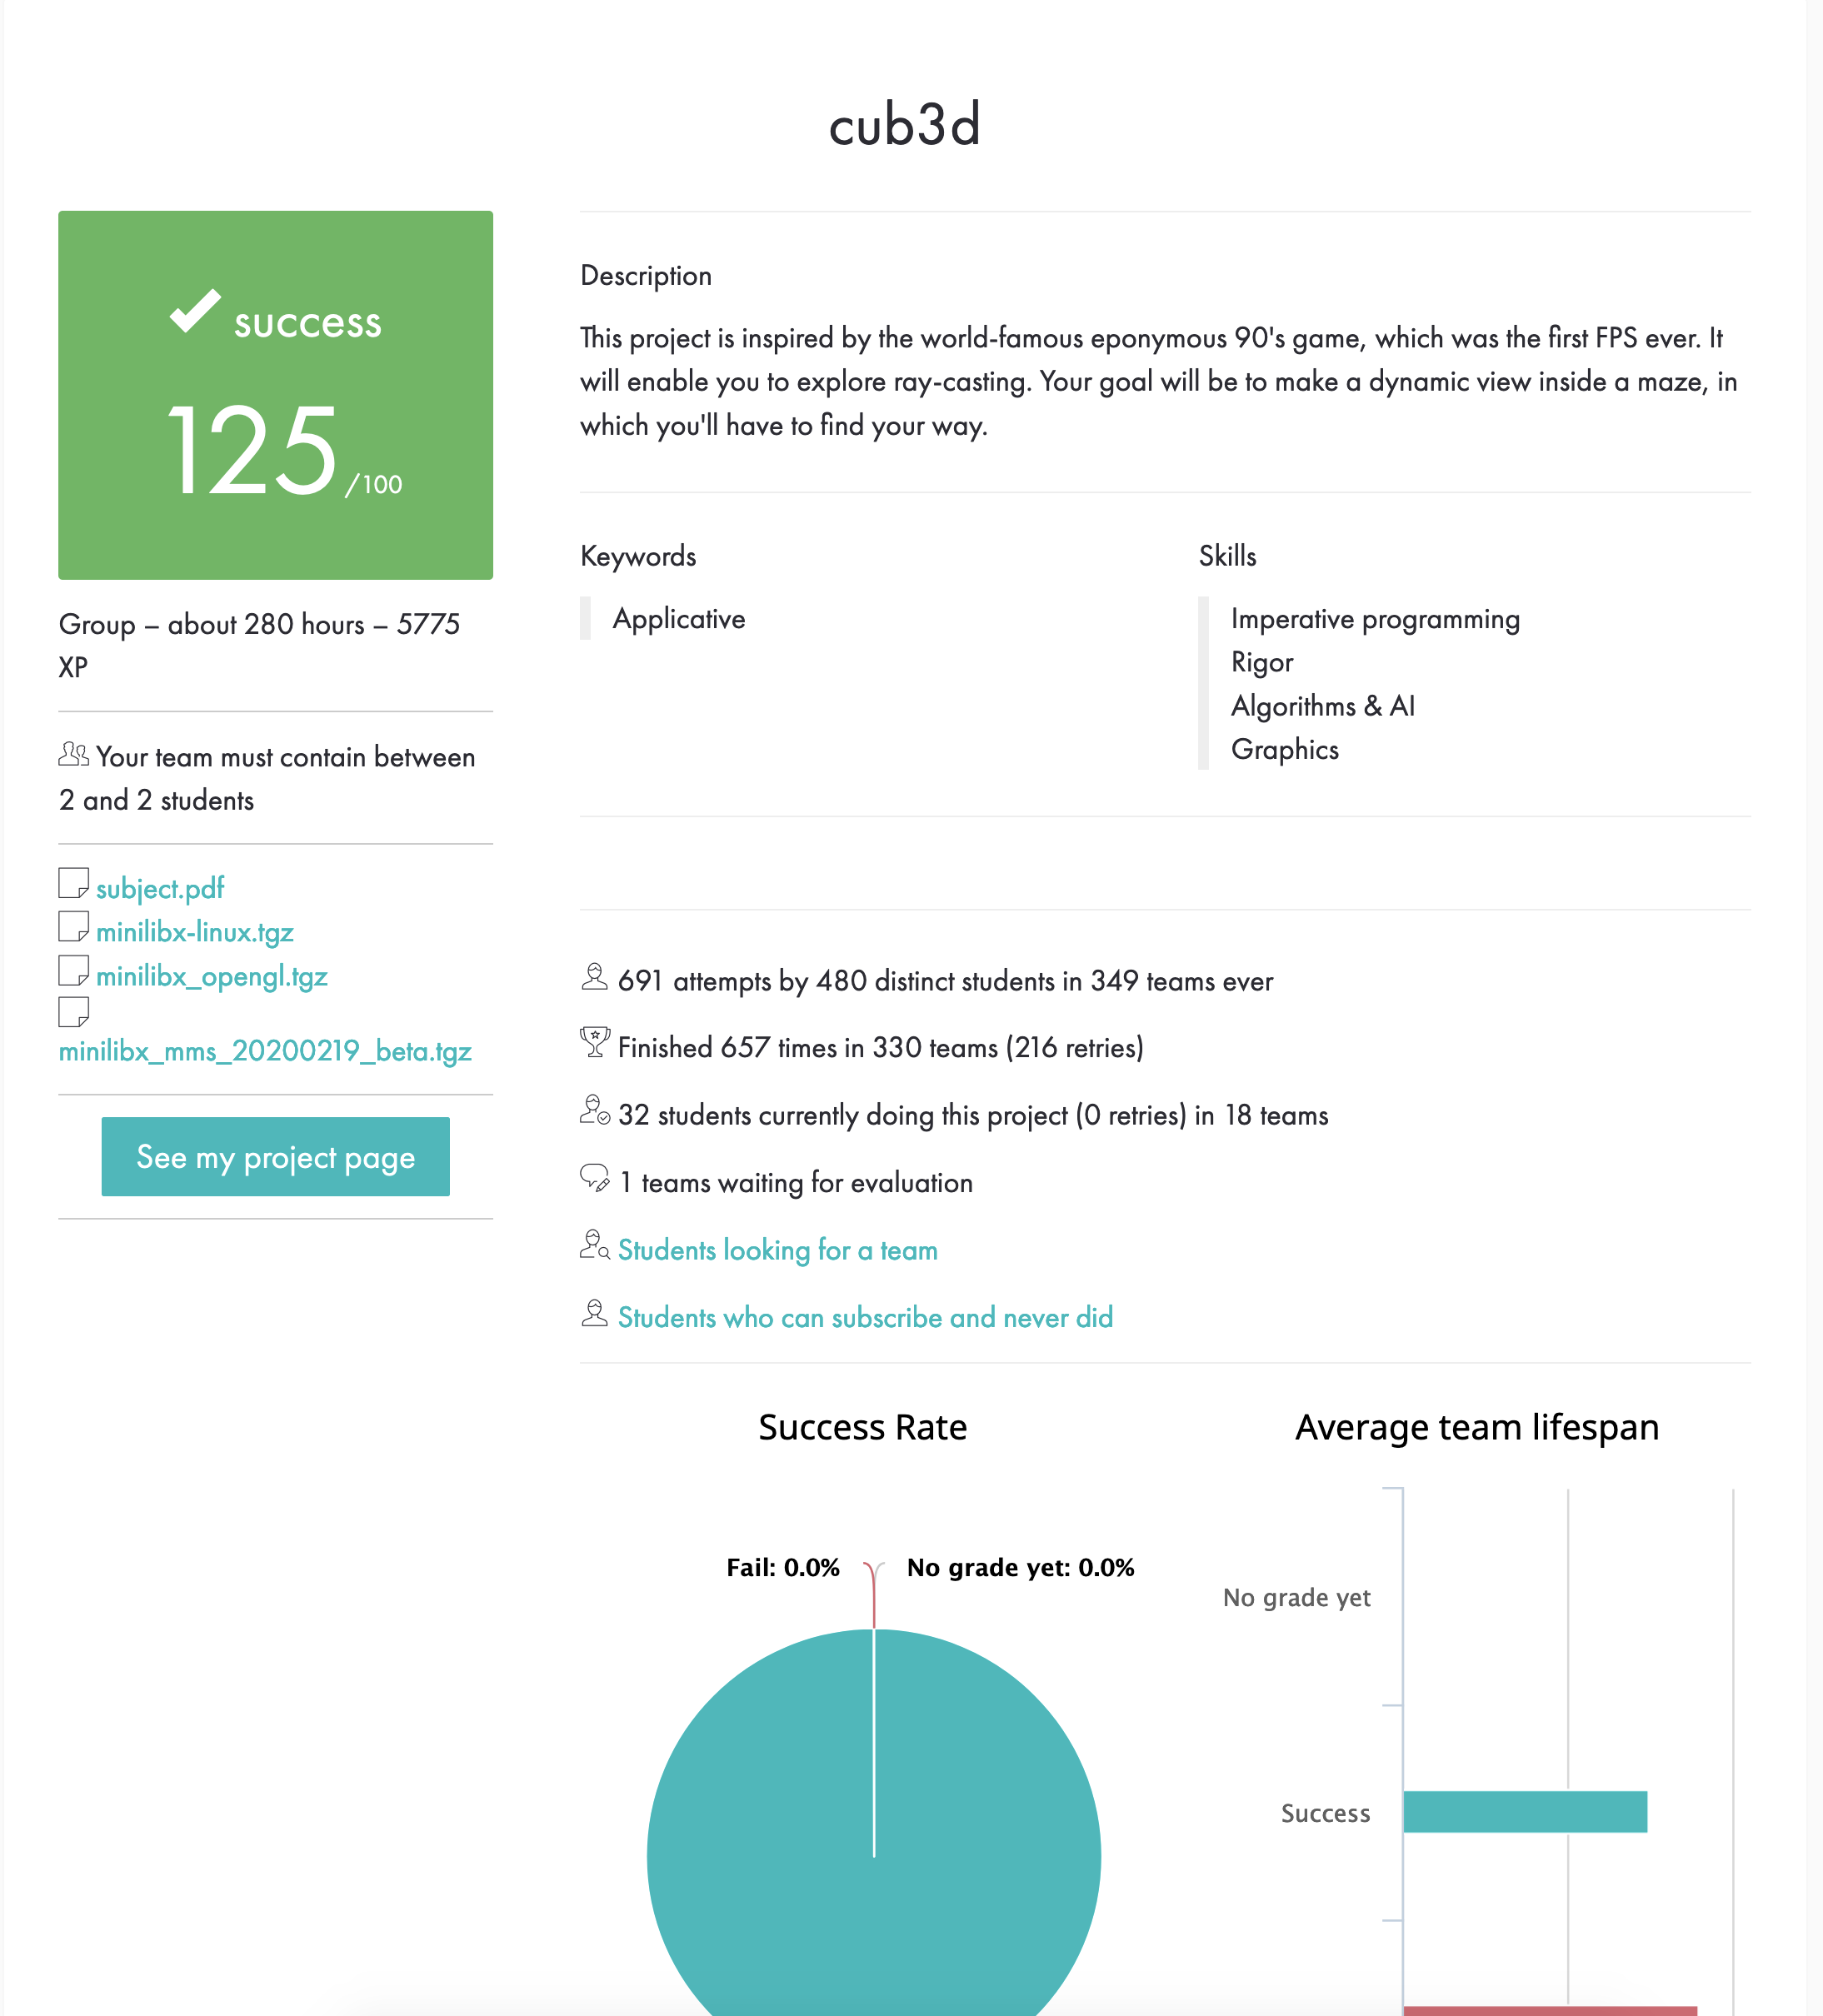 cub3d
success
125/100
Group – about 280 hours – 5775
XP
Your team must contain between
2 and 2 students
subject.pdf
minilibx-linux.tgz
minilibx_opengl.tgz
minilibx_mms_20200219_beta.tgz
See my project page
Description
This project is inspired by the world-famous eponymous 90's game, which was the first FPS ever. It
will enable you to explore ray-casting. Your goal will be to make a dynamic view inside a maze, in
which you'll have to find your way.
Keywords
Applicative
Skills
Imperative programming
Rigor
Algorithms & AI
Graphics
691 attempts by 480 distinct students in 349 teams ever
Finished 657 times in 330 teams (216 retries)
32 students currently doing this project (0 retries) in 18 teams
1 teams waiting for evaluation
Students looking for a team
Students who can subscribe and never did
Success Rate
Fail: 0.0%
No grade yet: 0.0%
Average team lifespan
No grade yet
Success